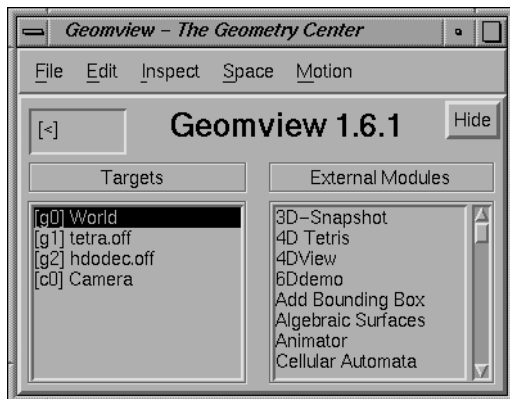 Geomview – The Geometry Center
File Edit Inspect Space Motion
[<]
Geomview 1.6.1
Hide
Targets
[g0] World
[g1] tetra.off
[g2] hdodec.off
[c0] Camera
External Modules
3D–Snapshot
4D Tetris
4DView
6Ddemo
Add Bounding Box
Algebraic Surfaces
Animator
Cellular Automata